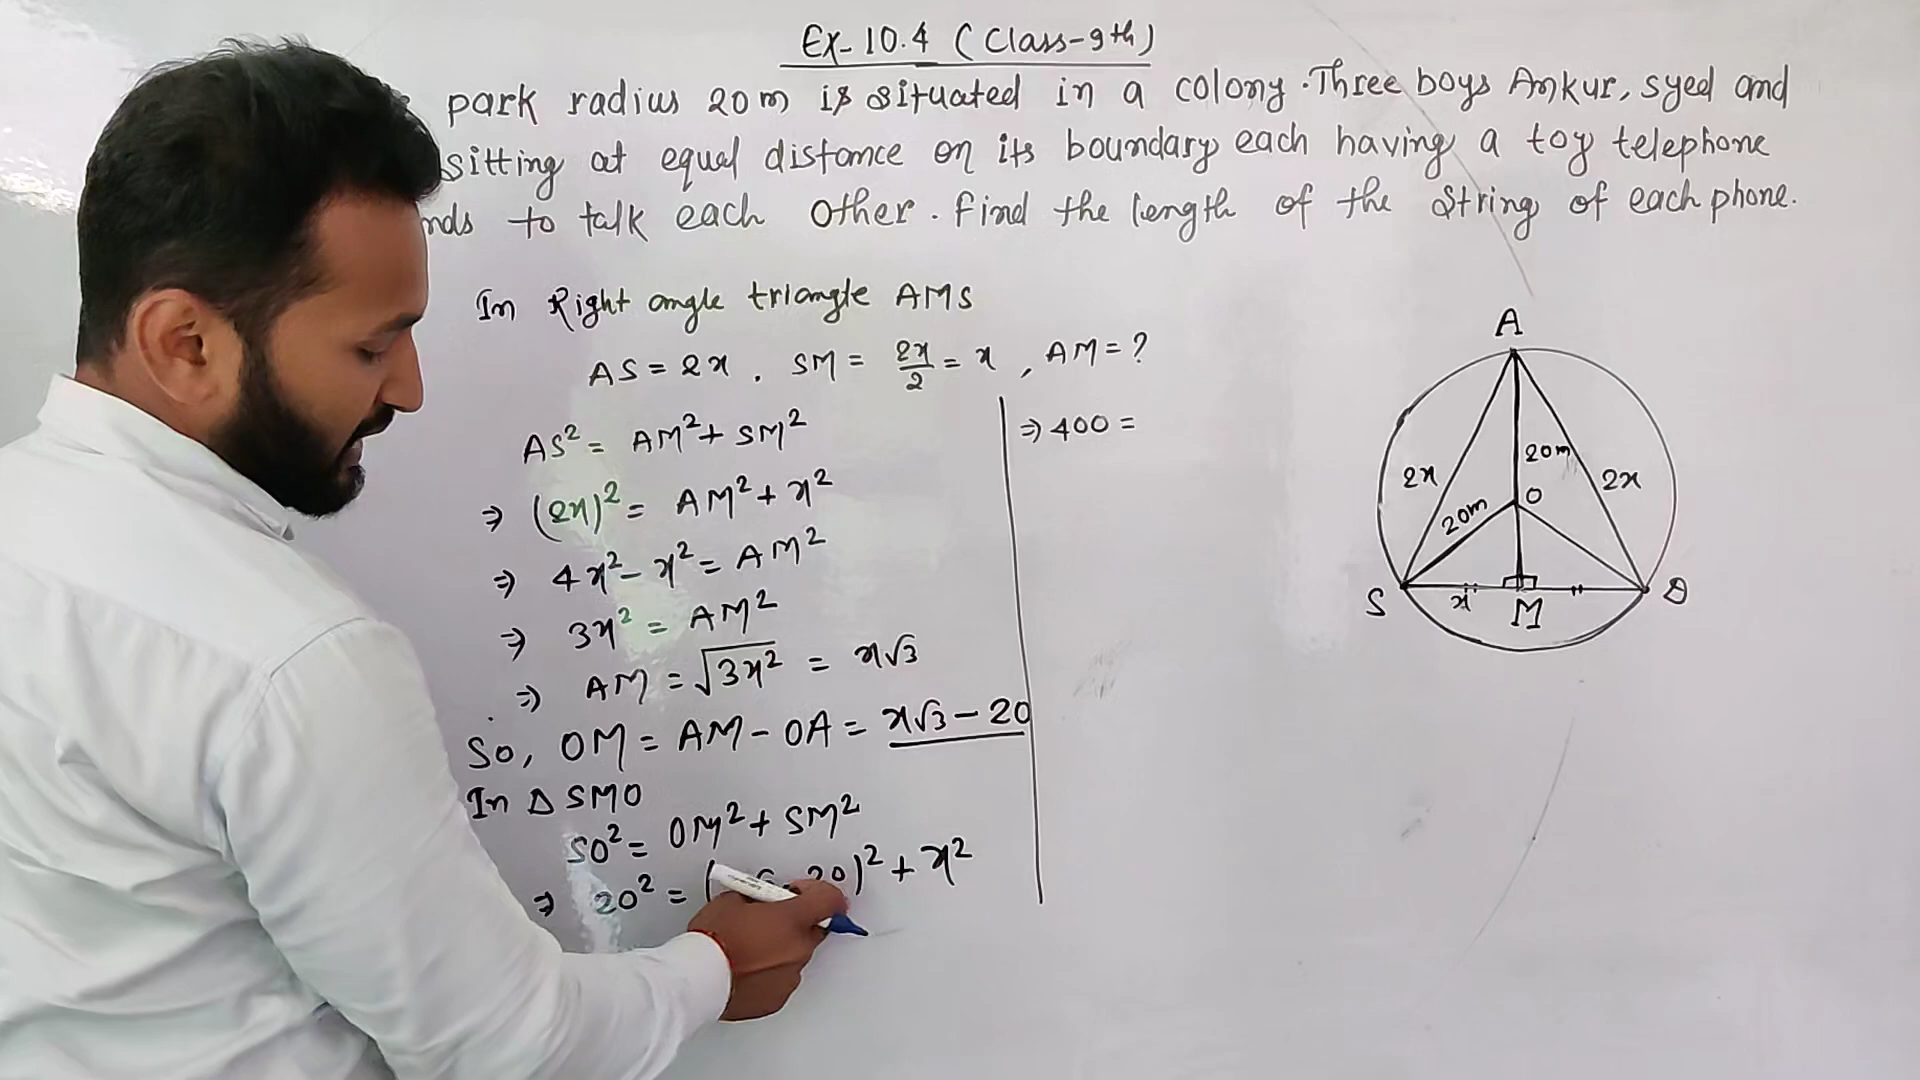 Ex-10.4 (Class-9th)
park radius 20m is situated in a colony. Three boys Ankur, syed and
sitting at equal distance on its boundary each having a toy telephone
nds to talk each other. find the length of the string of each phone.
In Right angle triangle AMS
AS = 2x . SM = 2x/2 = x , AM = ?
AS² = AM² + SM²
⇒ (2x)² = AM² + x²
⇒ 4x² - x² = AM²
⇒ 3x² = AM²
⇒ AM = √3x² = x√3
So, OM = AM - OA = x√3 - 20
In Δ SMO
SO² = OM² + SM²
⇒ 20² = ( 20)² + x²
⇒ 400 =
A
20m
2x
2x
O
20m
S
x
M
D